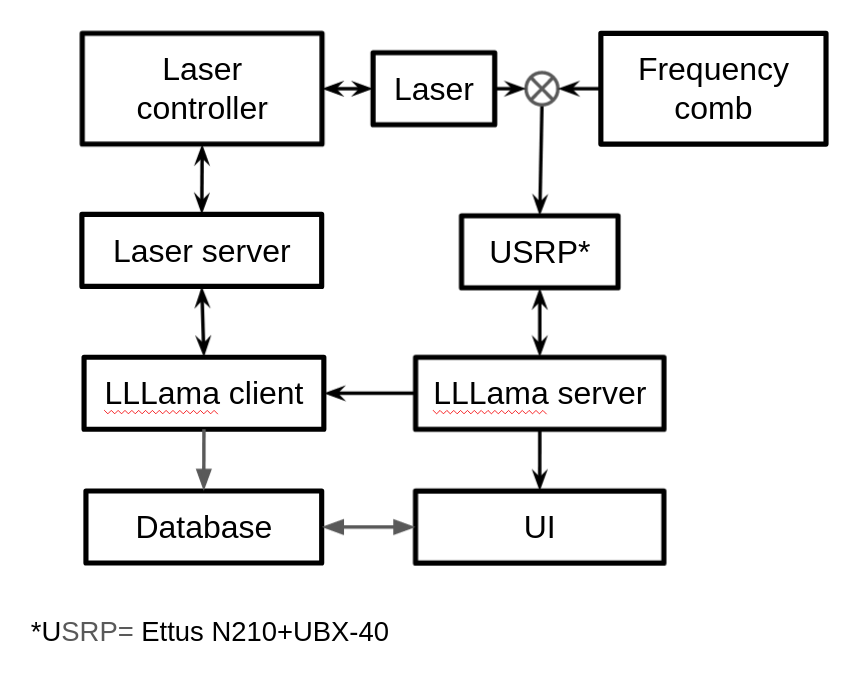 Laser
controller
Laser
Frequency
comb
Laser server
USRP*
LLLama client
LLLama server
Database
UI
*USRP= Ettus N210+UBX-40